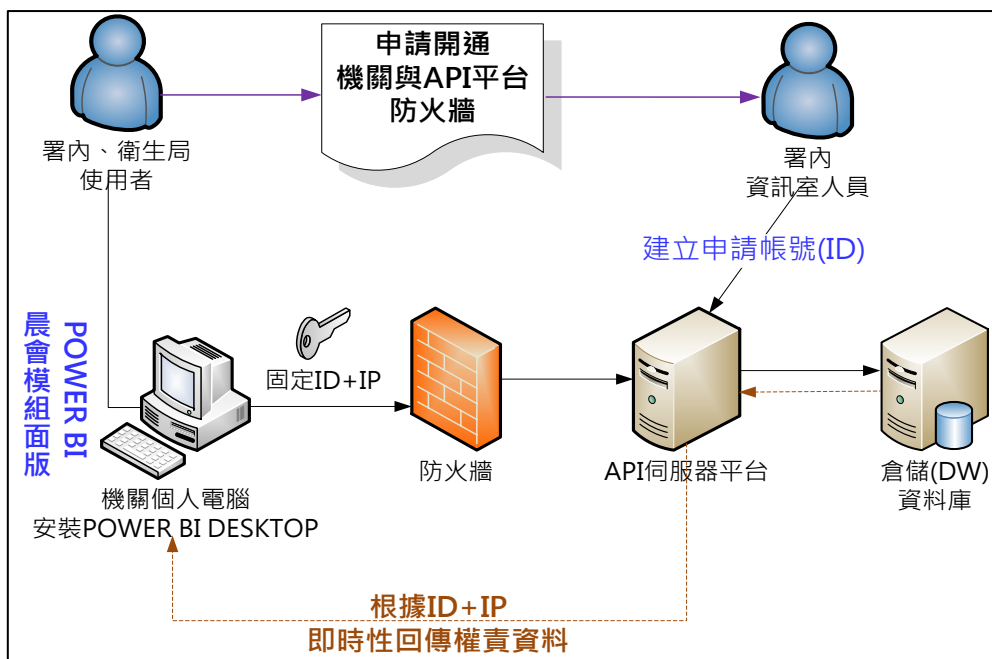 申請開通
機關與API平台
防火牆
署內、衛生局
使用者
署內
資訊室人員
建立申請帳號(ID)
POWER BI
晨會模組面版
固定ID+IP
機關個人電腦
安裝POWER BI DESKTOP
防火牆
API伺服器平台
倉儲(DW)
資料庫
根據ID+IP
即時性回傳權責資料